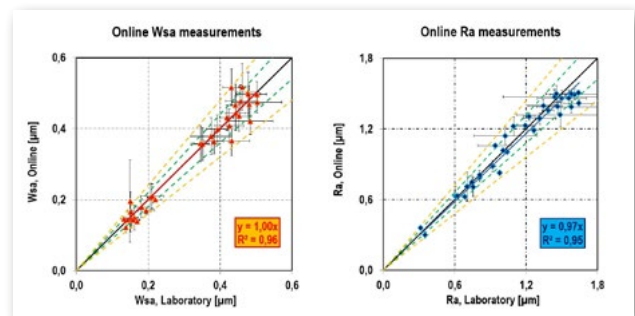 Online Wsa measurements
0,6
0,4
0,2
0,0
0,0 0,2 0,4 0,6
Wsa, Online [µm]
Wsa, Laboratory [µm]
y = 1,00x
R² = 0,96
Online Ra measurements
1,8
1,2
0,6
0,0
0,0 0,6 1,2 1,8
Ra, Online [µm]
Ra, Laboratory [µm]
y = 0,97x
R² = 0,95